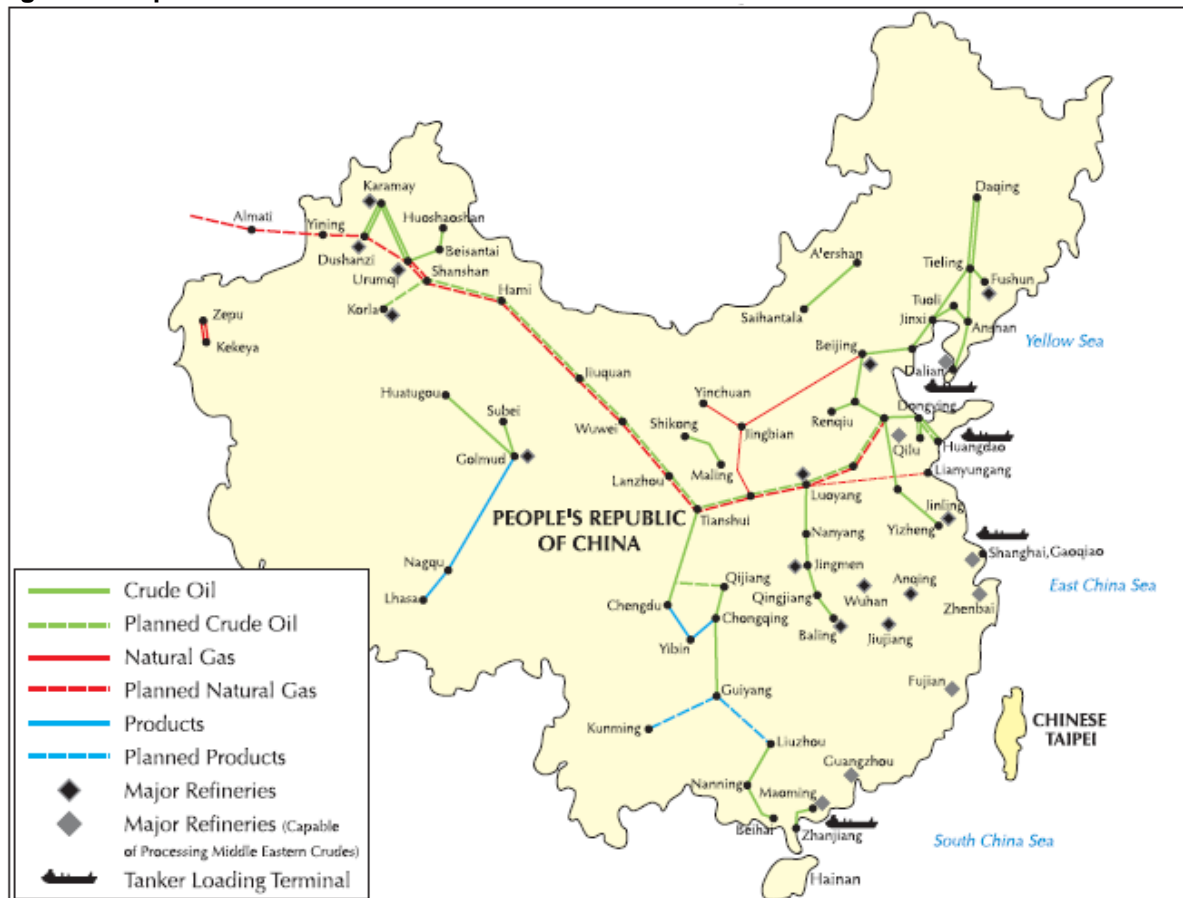 Karamay
Almati
Yining
Huoshaoshan
Dushanzi
Beisantai
Urumqi
Shanshan
Hami
Korla
Zepu
Kekeya
Daqing
A'ershan
Tieling
Fushun
Tuoli
Saihantala
Jinxi
Anshan
Yellow Sea
Beijing
Dalian
Jiuquan
Huatugou
Yinchuan
Subei
Shikong
Renqiu
Dongying
Wuwei
Jingbian
Qilu
Huangdao
Golmud
Maling
Lanzhou
Lianyungang
Luoyang
Tianshui
Jinling
PEOPLE'S REPUBLIC
OF CHINA
Nanyang
Yizheng
Shanghai, Gaoqiao
Nagqu
Jingmen
Qijiang
Anqing
East China Sea
Lhasa
Chengdu
Qingjiang
Wuhan
Zhenbai
Chongqing
Baling
Jiujiang
Yibin
Fujian
Guiyang
CHINESE
TAIPEI
Kunming
Liuzhou
Guangzhou
Nanning
Maoming
Beihai
Zhanjiang
South China Sea
Hainan
Crude Oil
Planned Crude Oil
Natural Gas
Planned Natural Gas
Products
Planned Products
Major Refineries
Major Refineries (Capable
of Processing Middle Eastern Crudes)
Tanker Loading Terminal